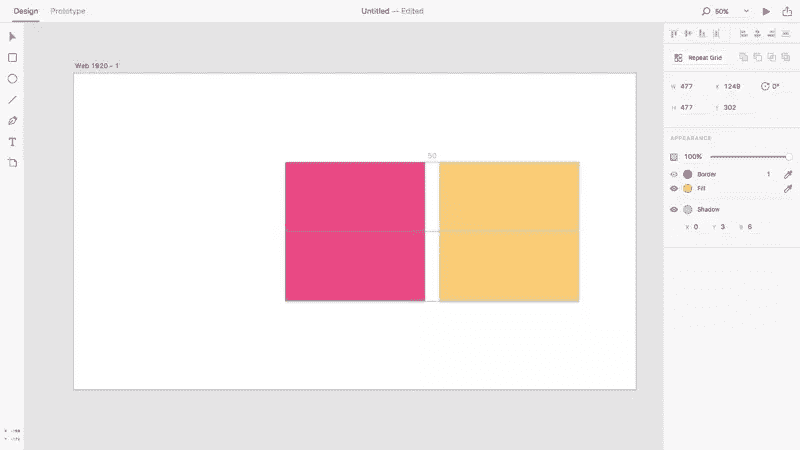 Design Prototype Untitled — Edited 50%
Web 1920 – 1
50
Repeat Grid
W 477 X 1249 0°
H 477 Y 302
APPEARANCE
100%
Border 1
Fill
Shadow
X 0 Y 3 B 6